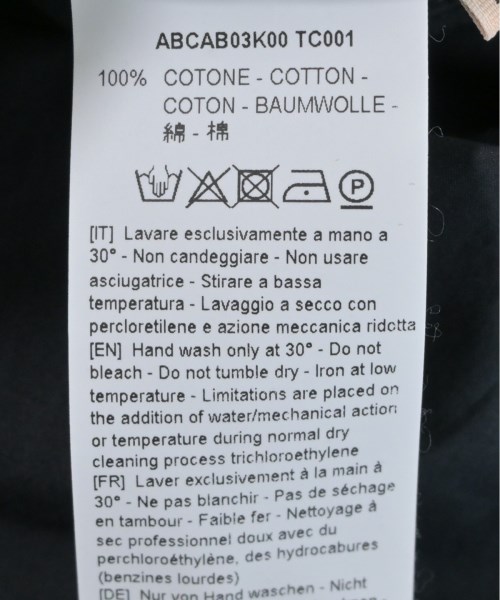 ABCAB03K00 TC001
100% COTONE - COTTON -
COTON - BAUMWOLLE -
綿 - 棉
P
[IT] Lavare esclusivamente a mano a
30° - Non candeggiare - Non usare
asciugatrice - Stirare a bassa
temperatura - Lavaggio a secco con
percloretilene e azione meccanica ridotta
[EN] Hand wash only at 30° - Do not
bleach - Do not tumble dry - Iron at low
temperature - Limitations are placed on
the addition of water/mechanical action
or temperature during normal dry
cleaning process trichloroethylene
[FR] Laver exclusivement à la main à
30° - Ne pas blanchir - Pas de séchage
en tambour - Faible fer - Nettoyage à
sec professionnel doux avec du
perchloroéthylène, des hydrocabures
(benzines lourdes)
[DE] Nur von Hand waschen - Nicht